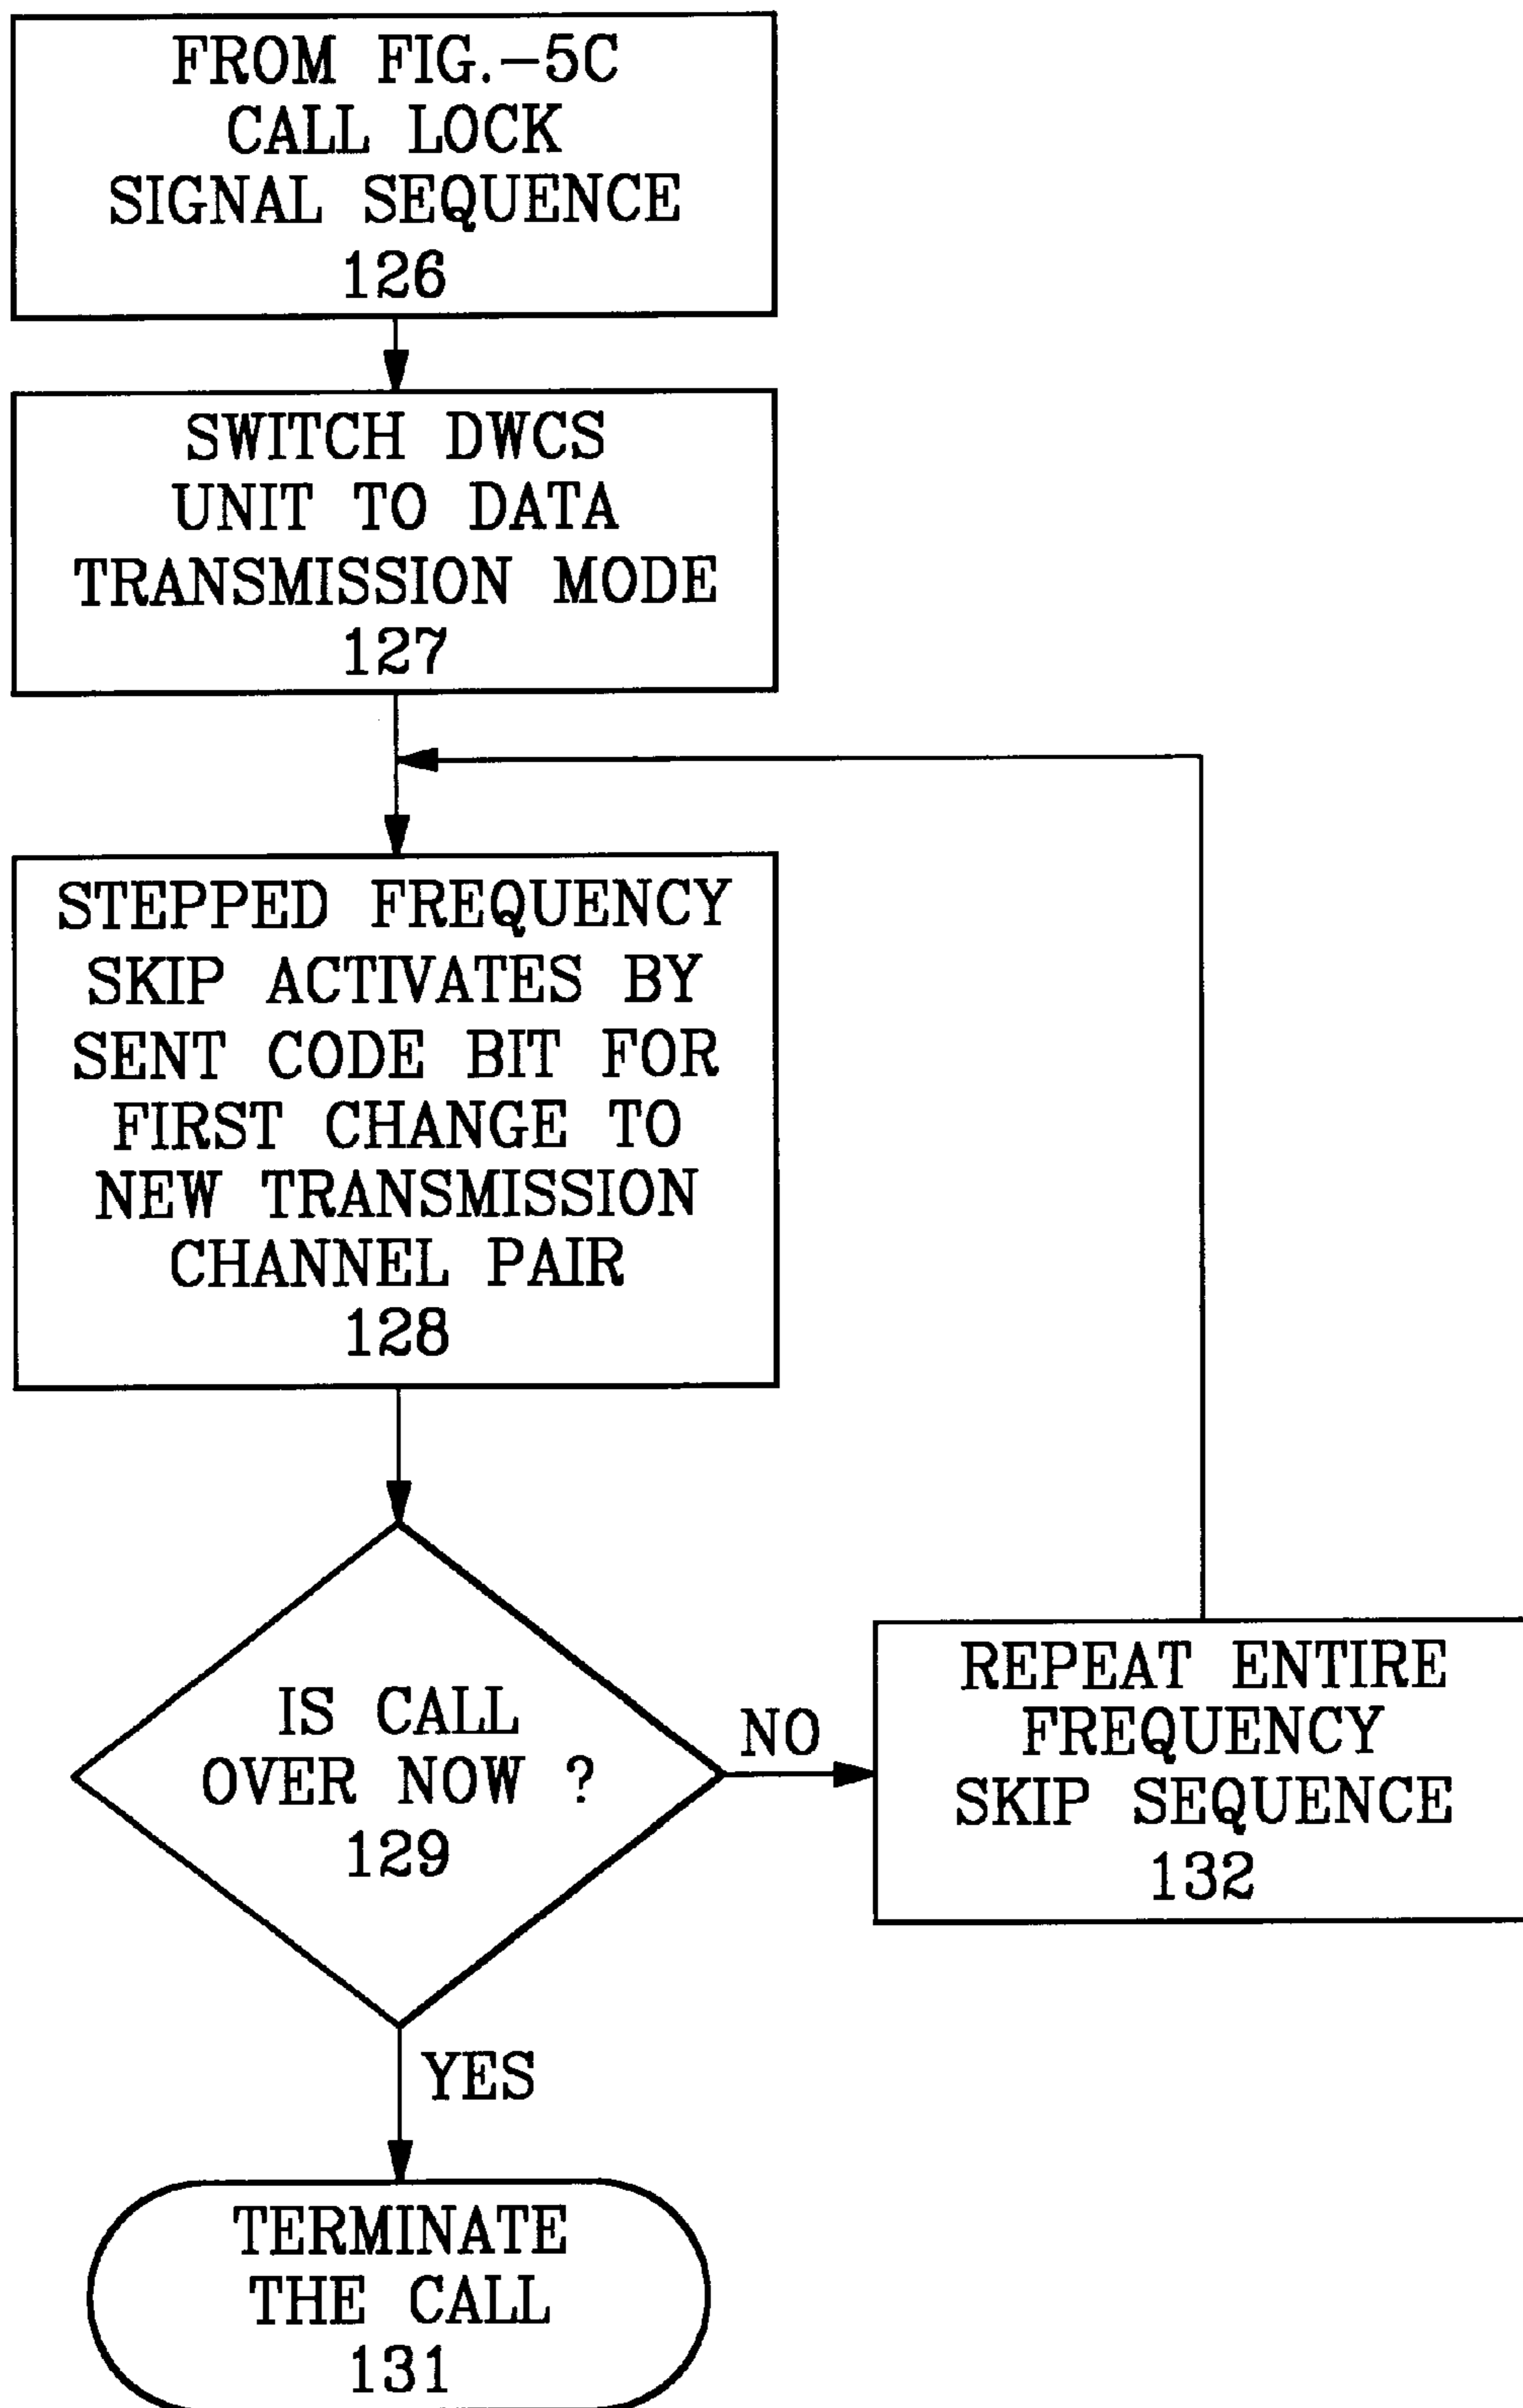 FROM FIG.-5C
CALL LOCK
SIGNAL SEQUENCE
126
SWITCH DWCS
UNIT TO DATA
TRANSMISSION MODE
127
STEPPED FREQUENCY
SKIP ACTIVATES BY
SENT CODE BIT FOR
FIRST CHANGE TO
NEW TRANSMISSION
CHANNEL PAIR
128
IS CALL
OVER NOW ?
129
NO
REPEAT ENTIRE
FREQUENCY
SKIP SEQUENCE
132
YES
TERMINATE
THE CALL
131